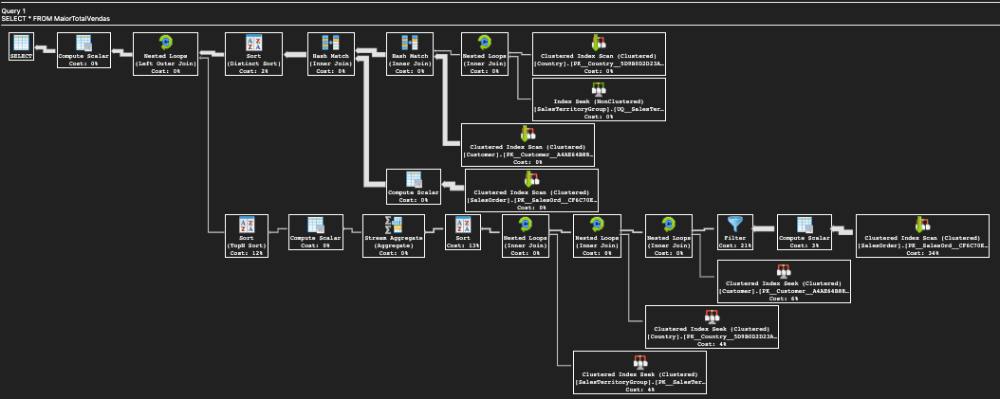 Query 1
SELECT * FROM MaiorTotalVendas
SELECT
Compute Scalar
Cost: 0%
Nested Loops
(Left Outer Join)
Cost: 0%
Sort
(Distinct Sort)
Cost: 2%
Hash Match
(Inner Join)
Cost: 0%
Hash Match
(Inner Join)
Cost: 0%
Nested Loops
(Inner Join)
Cost: 0%
Clustered Index Scan (Clustered)
[Country].[PK__Country__5D9B0D2D23A…
Cost: 0%
Index Seek (NonClustered)
[SalesTerritoryGroup].[UQ__SalesTer…
Cost: 0%
Clustered Index Scan (Clustered)
[Customer].[PK__Customer__A4AE64B88…
Cost: 0%
Compute Scalar
Cost: 0%
Clustered Index Scan (Clustered)
[SalesOrder].[PK__SalesOrd__CF6C70E…
Cost: 0%
Sort
(TopN Sort)
Cost: 12%
Compute Scalar
Cost: 0%
Stream Aggregate
(Aggregate)
Cost: 0%
Sort
Cost: 13%
Nested Loops
(Inner Join)
Cost: 0%
Nested Loops
(Inner Join)
Cost: 0%
Nested Loops
(Inner Join)
Cost: 0%
Filter
Cost: 21%
Compute Scalar
Cost: 3%
Clustered Index Scan (Clustered)
[SalesOrder].[PK__SalesOrd__CF6C70E…
Cost: 34%
Clustered Index Seek (Clustered)
[Customer].[PK__Customer__A4AE64B88…
Cost: 6%
Clustered Index Seek (Clustered)
[Country].[PK__Country__5D9B0D2D23A…
Cost: 4%
Clustered Index Seek (Clustered)
[SalesTerritoryGroup].[PK__SalesTer…
Cost: 4%